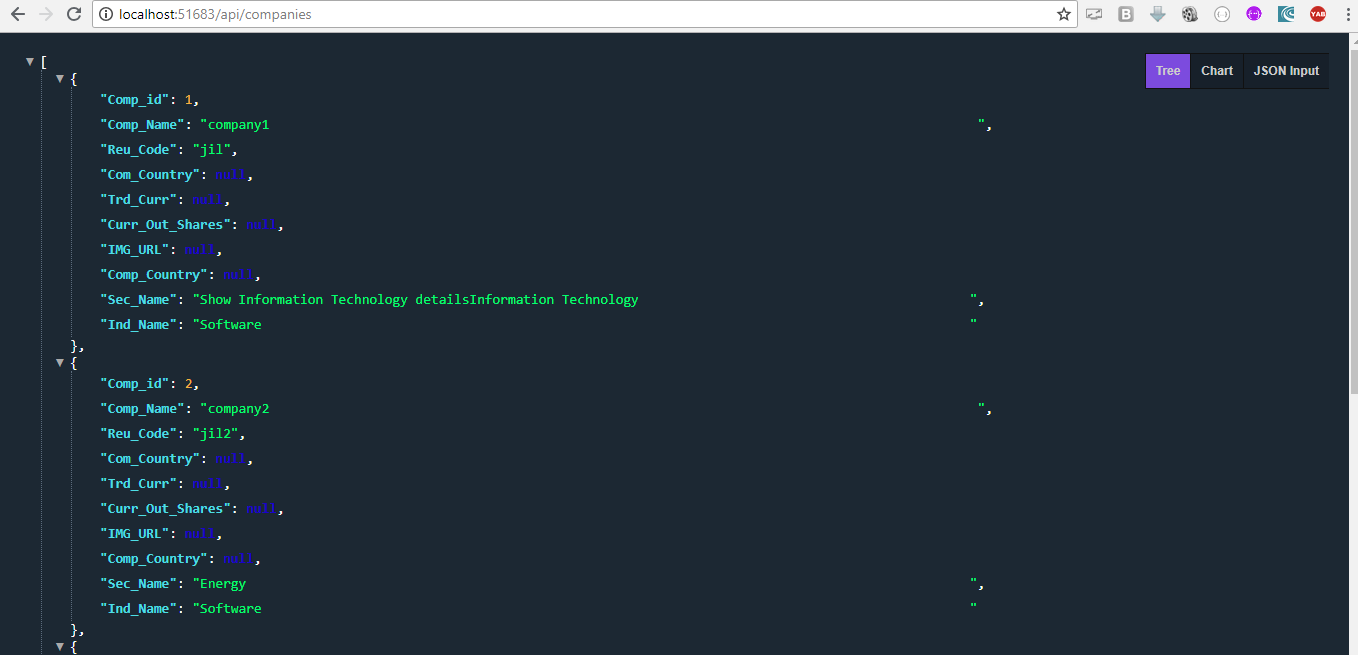 localhost:51683/api/companies
YAB
Tree Chart JSON Input
[
{
"Comp_id": 1,
"Comp_Name": "company1                                                                                            ",
"Reu_Code": "jil",
"Com_Country": null,
"Trd_Curr": null,
"Curr_Out_Shares": null,
"IMG_URL": null,
"Comp_Country": null,
"Sec_Name": "Show Information Technology detailsInformation Technology                                           ",
"Ind_Name": "Software                                                                                            "
},
{
"Comp_id": 2,
"Comp_Name": "company2                                                                                            ",
"Reu_Code": "jil2",
"Com_Country": null,
"Trd_Curr": null,
"Curr_Out_Shares": null,
"IMG_URL": null,
"Comp_Country": null,
"Sec_Name": "Energy                                                                                              ",
"Ind_Name": "Software                                                                                            "
},
{